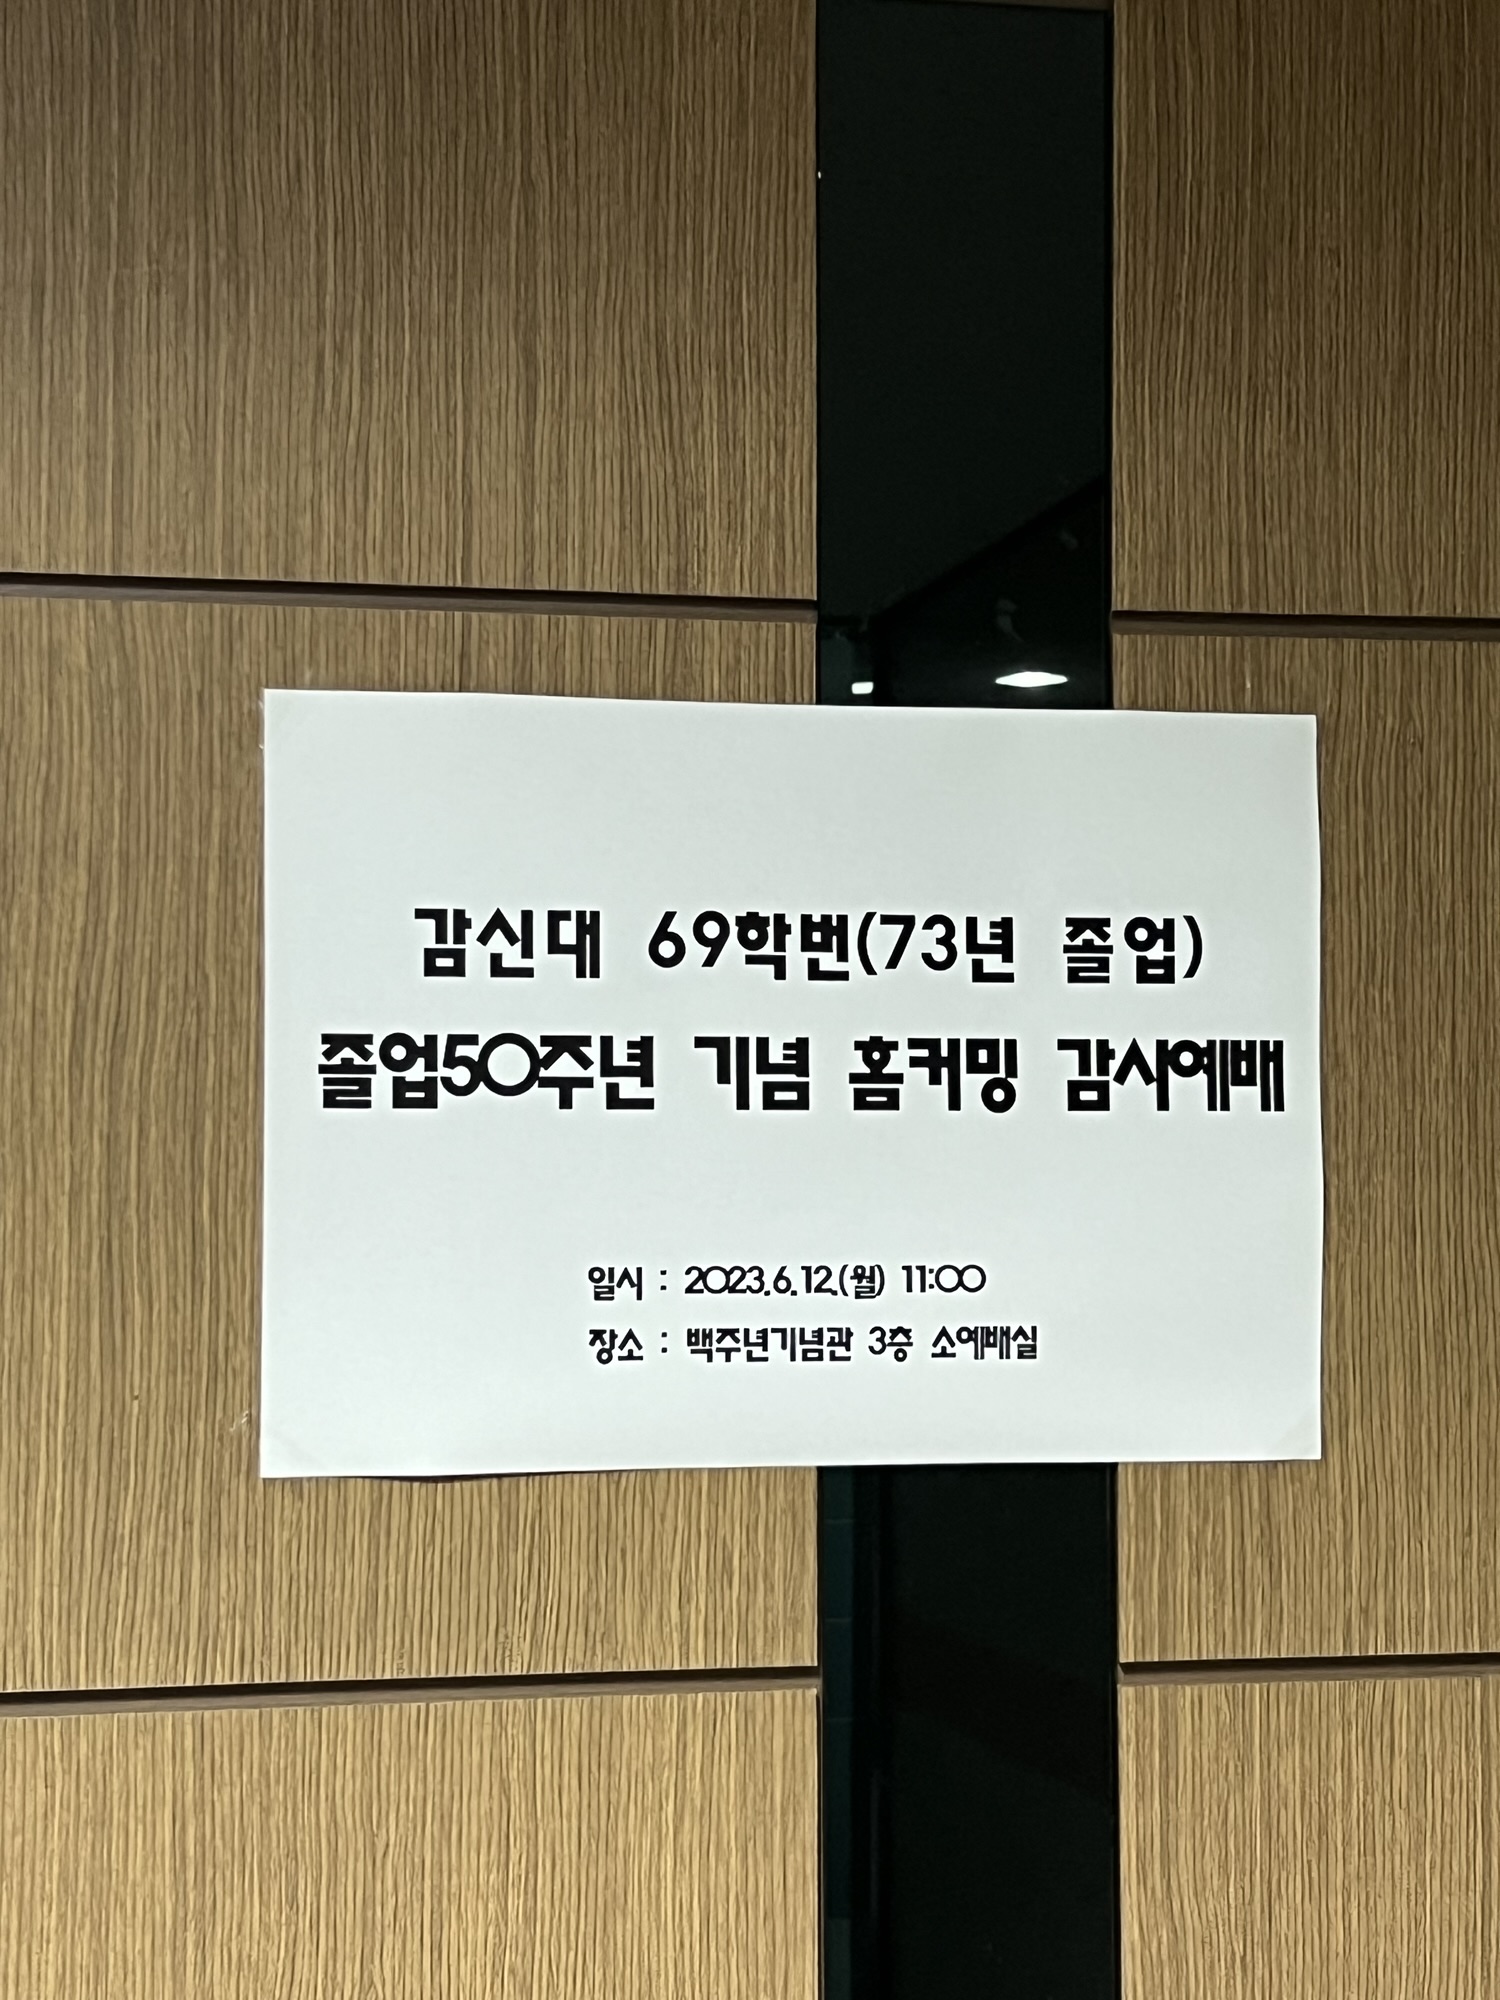 감신대 69학번(73년 졸업)
졸업50주년 기념 홈커밍 감사예배
일시 : 2023.6.12.(월) 11:00
장소 : 백주년기념관 3층 소예배실